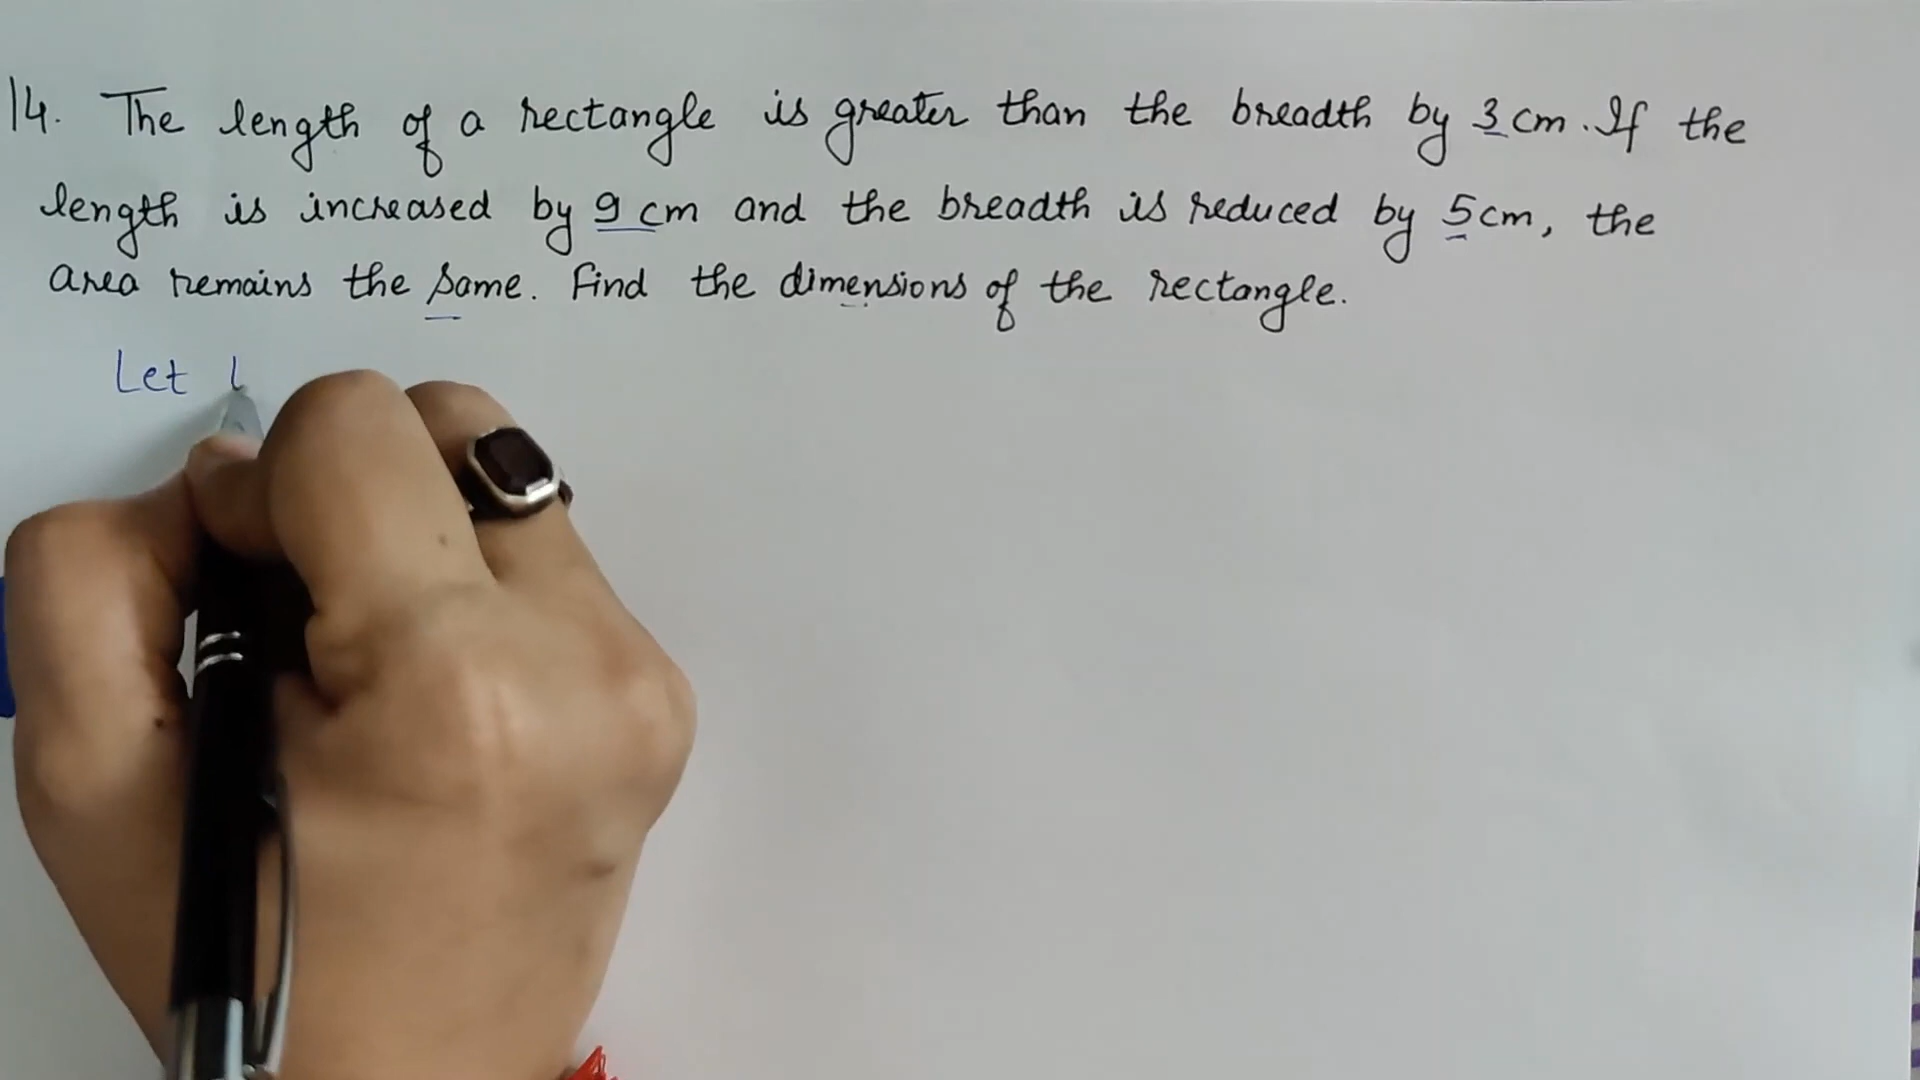 14. The length of a rectangle is greater than the breadth by 3 cm. If the
length is increased by 9 cm and the breadth is reduced by 5 cm, the
area remains the same. Find the dimensions of the rectangle.
Let l